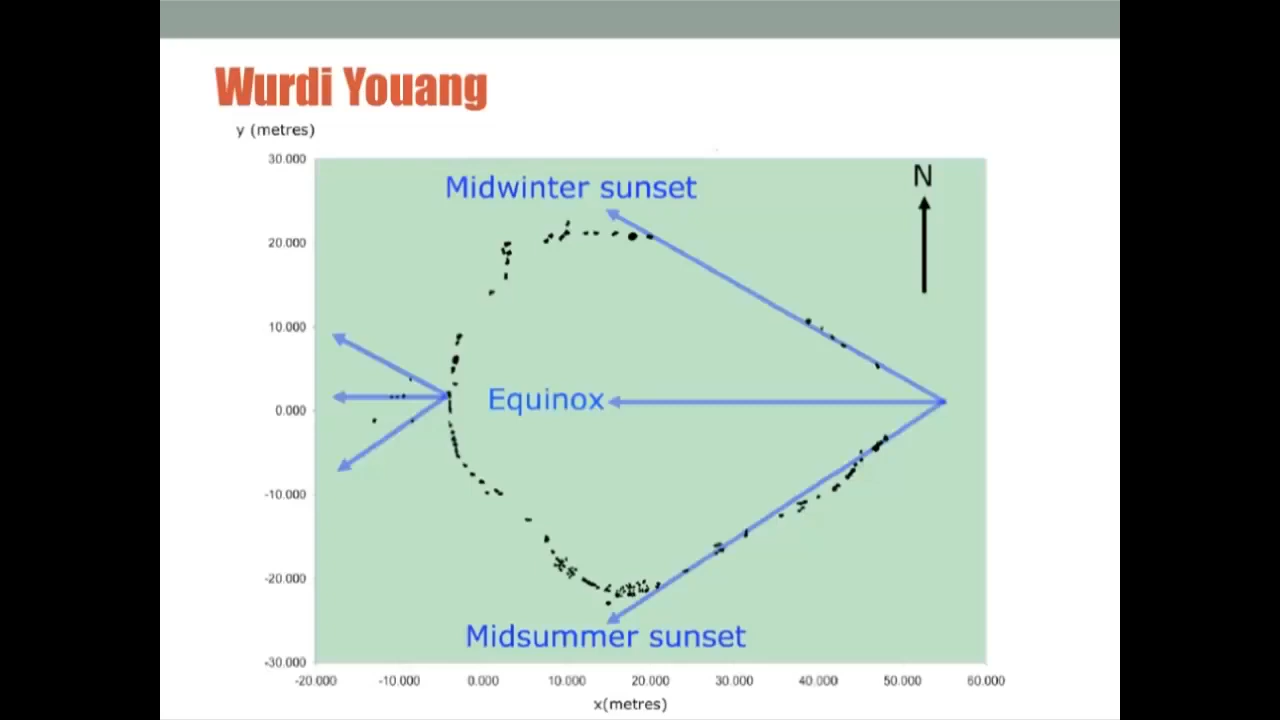 Wurdi Youang
y (metres)
30.000
Midwinter sunset
N
20.000
10.000
Equinox
0.000
-10.000
-20.000
Midsummer sunset
-30.000
-20.000 -10.000 0.000 10.000 20.000 30.000 40.000 50.000 60.000
x(metres)